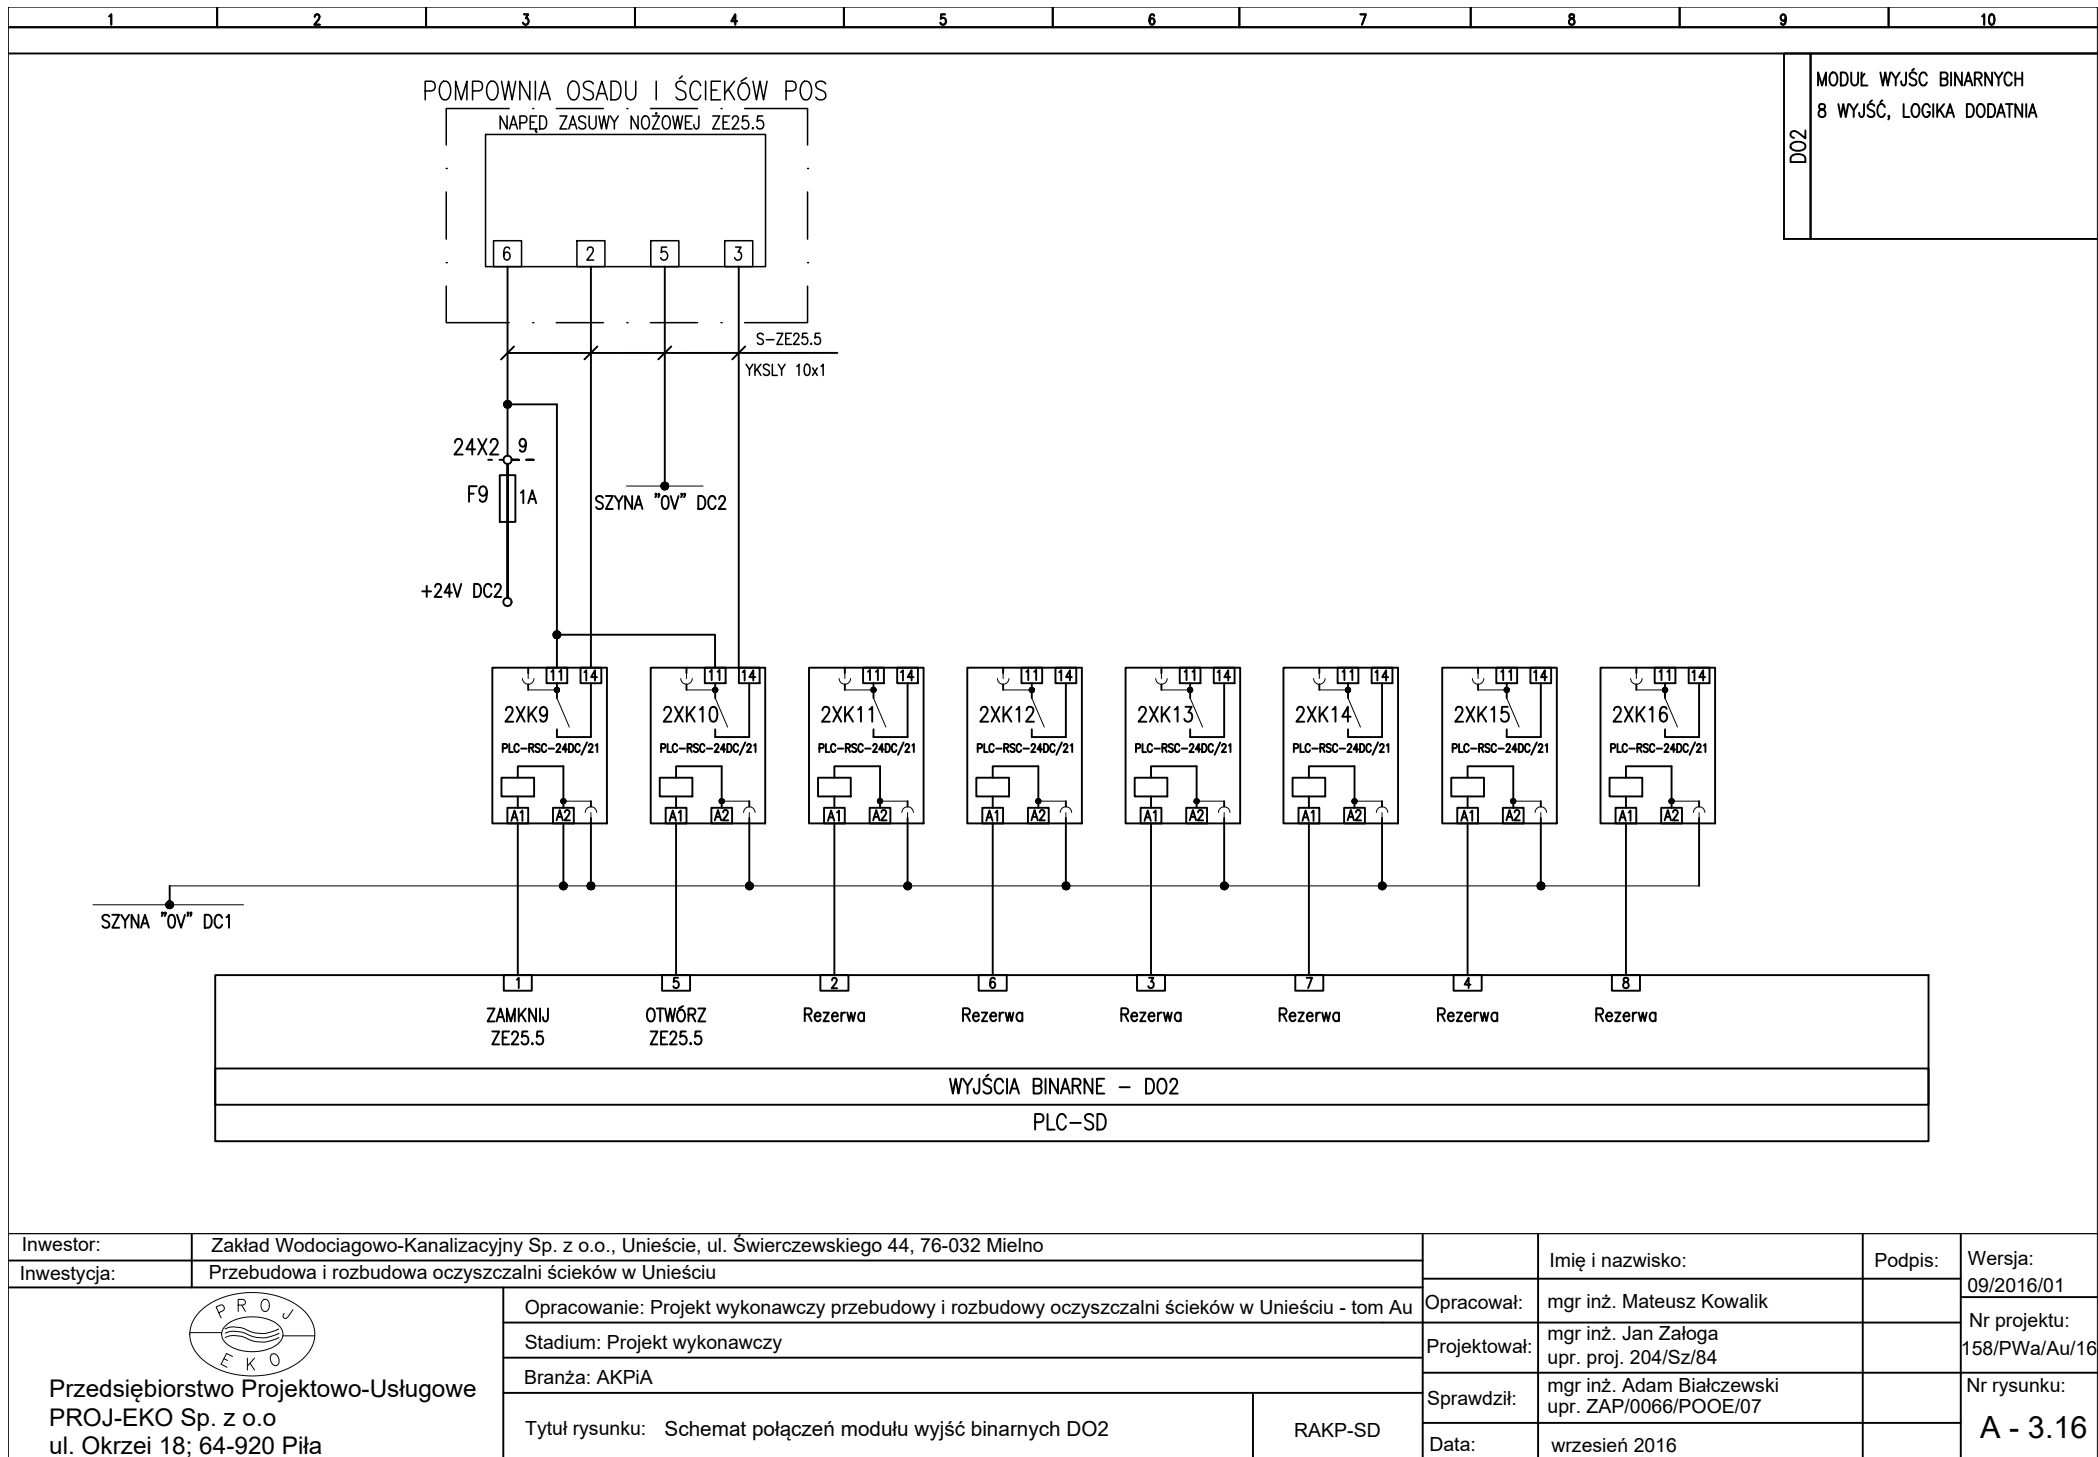 1 2 3 4 5 6 7 8 9 10
MODUŁ WYJŚC BINARNYCH
8 WYJŚĆ, LOGIKA DODATNIA
DO2
POMPOWNIA OSADU I ŚCIEKÓW POS
NAPĘD ZASUWY NOŻOWEJ ZE25.5
6 2 5 3
S-ZE25.5
YKSLY 10x1
24X2 9
F9 1A
SZYNA "0V" DC2
+24V DC2
11 14 11 14 11 14 11 14 11 14 11 14 11 14 11 14
2XK9 2XK10 2XK11 2XK12 2XK13 2XK14 2XK15 2XK16
PLC-RSC-24DC/21 PLC-RSC-24DC/21 PLC-RSC-24DC/21 PLC-RSC-24DC/21 PLC-RSC-24DC/21 PLC-RSC-24DC/21 PLC-RSC-24DC/21 PLC-RSC-24DC/21
A1 A2 A1 A2 A1 A2 A1 A2 A1 A2 A1 A2 A1 A2 A1 A2
SZYNA "0V" DC1
1 5 2 6 3 7 4 8
ZAMKNIJ OTWÓRZ Rezerwa Rezerwa Rezerwa Rezerwa Rezerwa Rezerwa
ZE25.5 ZE25.5
WYJŚCIA BINARNE - DO2
PLC-SD
Inwestor: Zakład Wodociagowo-Kanalizacyjny Sp. z o.o., Unieście, ul. Świerczewskiego 44, 76-032 Mielno
Inwestycja: Przebudowa i rozbudowa oczyszczalni ścieków w Unieściu
PROJ
EKO
Przedsiębiorstwo Projektowo-Usługowe
PROJ-EKO Sp. z o.o
ul. Okrzei 18; 64-920 Piła
Opracowanie: Projekt wykonawczy przebudowy i rozbudowy oczyszczalni ścieków w Unieściu - tom Au
Stadium: Projekt wykonawczy
Branża: AKPiA
Tytuł rysunku: Schemat połączeń modułu wyjść binarnych DO2
RAKP-SD
Imię i nazwisko: Podpis:
Opracował: mgr inż. Mateusz Kowalik
Projektował: mgr inż. Jan Załoga
upr. proj. 204/Sz/84
Sprawdził: mgr inż. Adam Białczewski
upr. ZAP/0066/POOE/07
Data: wrzesień 2016
Wersja:
09/2016/01
Nr projektu:
158/PWa/Au/16
Nr rysunku:
A - 3.16